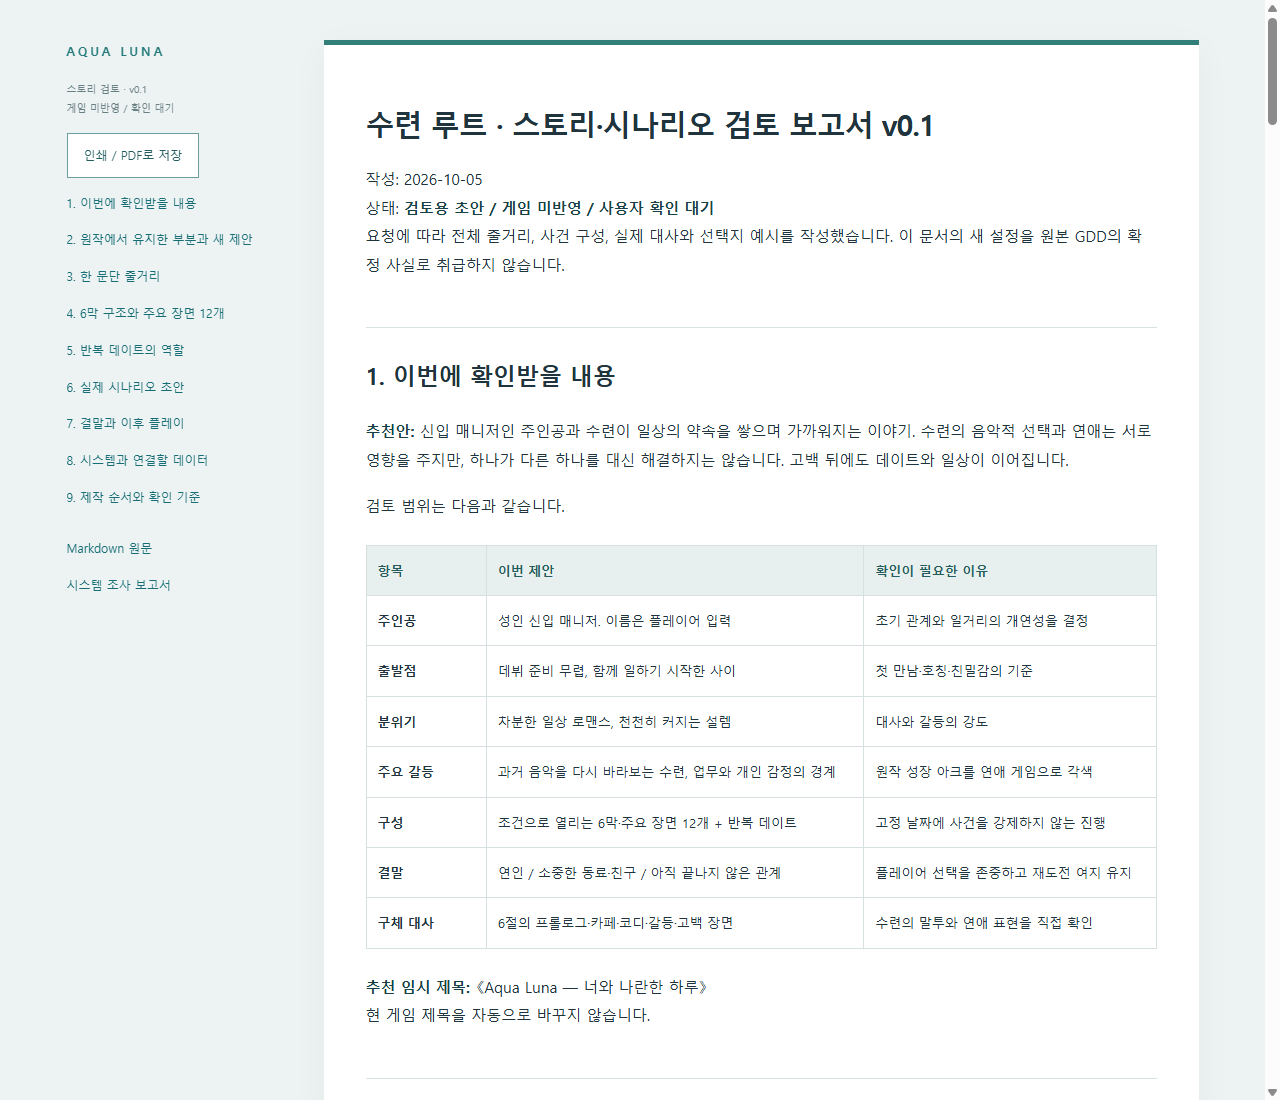 AQUA LUNA
스토리 검토 · v0.1
게임 미반영 / 확인 대기
인쇄 / PDF로 저장
1. 이번에 확인받을 내용
2. 원작에서 유지한 부분과 새 제안
3. 한 문단 줄거리
4. 6막 구조와 주요 장면 12개
5. 반복 데이트의 역할
6. 실제 시나리오 초안
7. 결말과 이후 플레이
8. 시스템과 연결할 데이터
9. 제작 순서와 확인 기준
Markdown 원문
시스템 조사 보고서
수련 루트 · 스토리·시나리오 검토 보고서 v0.1
작성: 2026-10-05
상태: 검토용 초안 / 게임 미반영 / 사용자 확인 대기
요청에 따라 전체 줄거리, 사건 구성, 실제 대사와 선택지 예시를 작성했습니다. 이 문서의 새 설정을 원본 GDD의 확
정 사실로 취급하지 않습니다.
1. 이번에 확인받을 내용
추천안: 신입 매니저인 주인공과 수련이 일상의 약속을 쌓으며 가까워지는 이야기. 수련의 음악적 선택과 연애는 서로
영향을 주지만, 하나가 다른 하나를 대신 해결하지는 않습니다. 고백 뒤에도 데이트와 일상이 이어집니다.
검토 범위는 다음과 같습니다.
항목 이번 제안 확인이 필요한 이유
주인공 성인 신입 매니저. 이름은 플레이어 입력 초기 관계와 일거리의 개연성을 결정
출발점 데뷔 준비 무렵, 함께 일하기 시작한 사이 첫 만남·호칭·친밀감의 기준
분위기 차분한 일상 로맨스, 천천히 커지는 설렘 대사와 갈등의 강도
주요 갈등 과거 음악을 다시 바라보는 수련, 업무와 개인 감정의 경계 원작 성장 아크를 연애 게임으로 각색
구성 조건으로 열리는 6막·주요 장면 12개 + 반복 데이트 고정 날짜에 사건을 강제하지 않는 진행
결말 연인 / 소중한 동료·친구 / 아직 끝나지 않은 관계 플레이어 선택을 존중하고 재도전 여지 유지
구체 대사 6절의 프롤로그·카페·코디·갈등·고백 장면 수련의 말투와 연애 표현을 직접 확인
추천 임시 제목: 《Aqua Luna — 너와 나란한 하루》
현 게임 제목을 자동으로 바꾸지 않습니다.